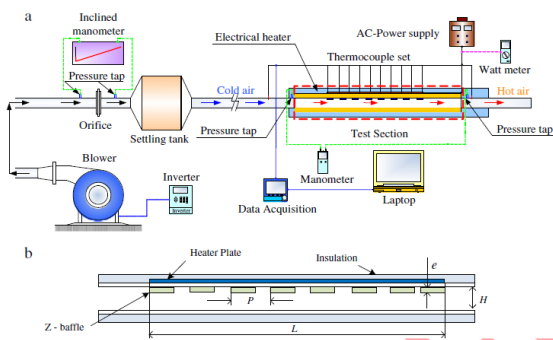 a
Inclined
manometer
Pressure tap
Orifice
Settling tank
Blower
Inverter
Inverter
Cold air
Electrical heater
Thermocouple set
AC-Power supply
Watt meter
Hot air
Pressure tap
Pressure tap
Test Section
Manometer
Data Acquisition
Laptop
b
Heater Plate
Insulation
e
P
H
Z - baffle
L